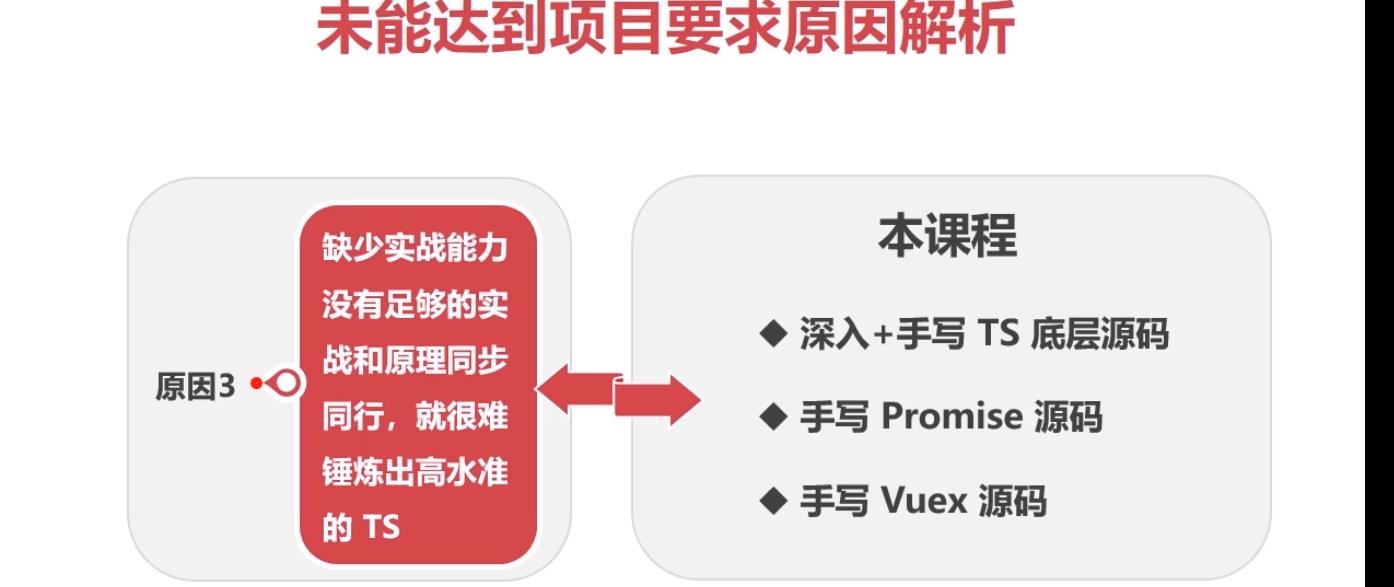 未能达到项目要求原因解析
原因3
缺少实战能力
没有足够的实
战和原理同步
同行，就很难
锤炼出高水准
的 TS
本课程
◆ 深入+手写 TS 底层源码
◆ 手写 Promise 源码
◆ 手写 Vuex 源码